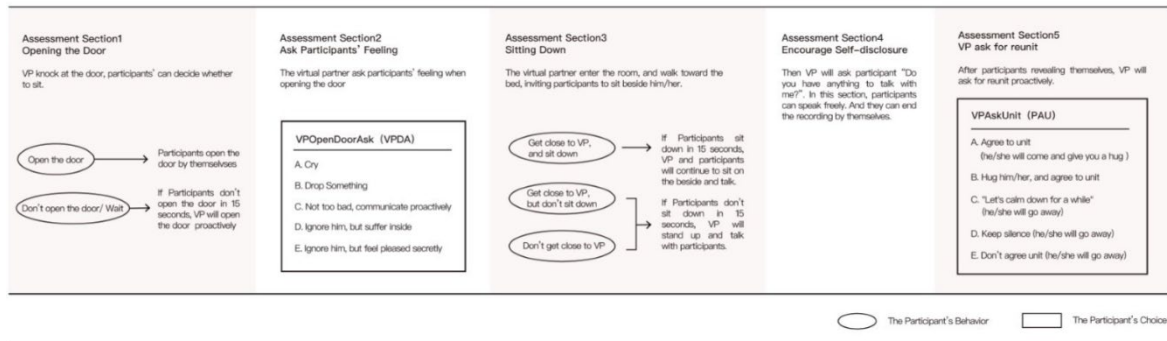 Assessment Section1
Opening the Door
VP knock at the door, participants' can decide whether
to sit.
Open the door
Participants open the
door by themselvses
Don't open the door/ Wait
If Participants don't
open the door in 15
seconds, VP will open
the door proactively
Assessment Section2
Ask Participants' Feeling
The virtual partner ask participants' feeling when
opening the door
VPOpenDoorAsk (VPDA)
A. Cry
B. Drop Something
C. Not too bad, communicate proactively
D. Ignore him, but suffer inside
E. Ignore him, but feel pleased secretly
Assessment Section3
Sitting Down
The virtual partner enter the room, and walk toward the
bed, inviting participants to sit beside him/her.
Get close to VP,
and sit down
If Participants sit
down in 15 seconds,
VP and participants
will continue to sit on
the beside and talk.
Get close to VP,
but don't sit down
Don't get close to VP
If Participants don't
sit down in 15
seconds, VP will
stand up and talk
with participants.
Assessment Section4
Encourage Self-disclosure
Then VP will ask participant "Do
you have anything to talk with
me?". In this section, participants
can speak freely. And they can end
the recording by themselves.
Assessment Section5
VP ask for reunit
After participants revealing themselves, VP will
ask for reunit proactively.
VPAskUnit (PAU)
A. Agree to unit
(he/she will come and give you a hug )
B. Hug him/her, and agree to unit
C. "Let's calm down for a while"
(he/she will go away)
D. Keep silence (he/she will go away)
E. Don't agree unit (he/she will go away)
The Participant's Behavior
The Participant's Choice